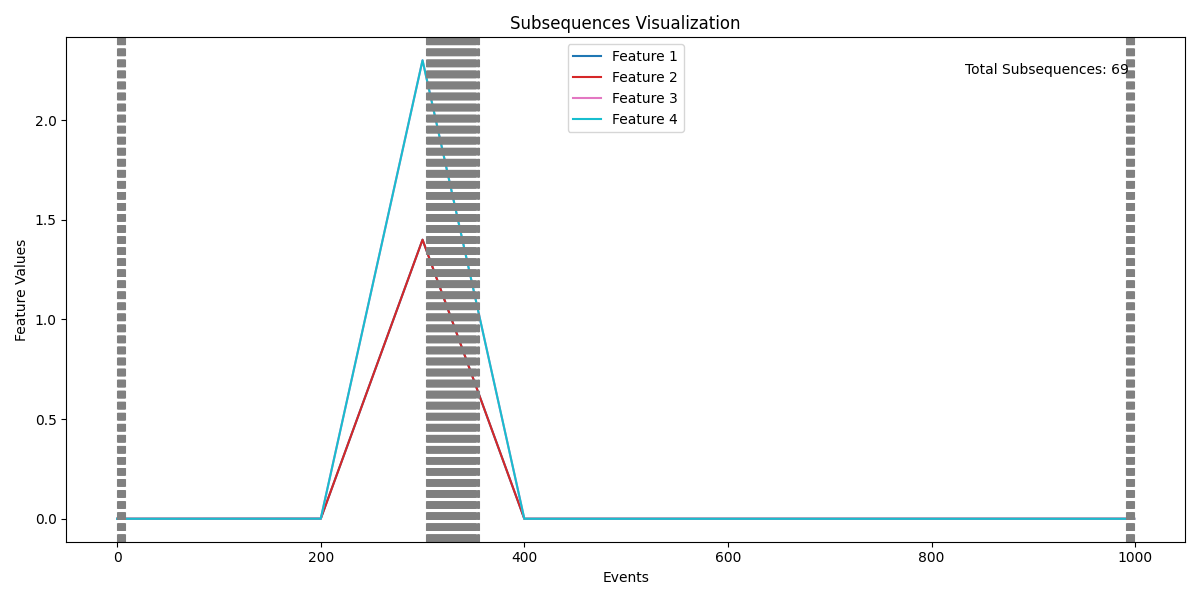 Subsequences Visualization
Feature 1
Feature 2
Feature 3
Feature 4
Total Subsequences: 69
Feature Values
2.0
1.5
1.0
0.5
0.0
0
200
400
600
800
1000
Events